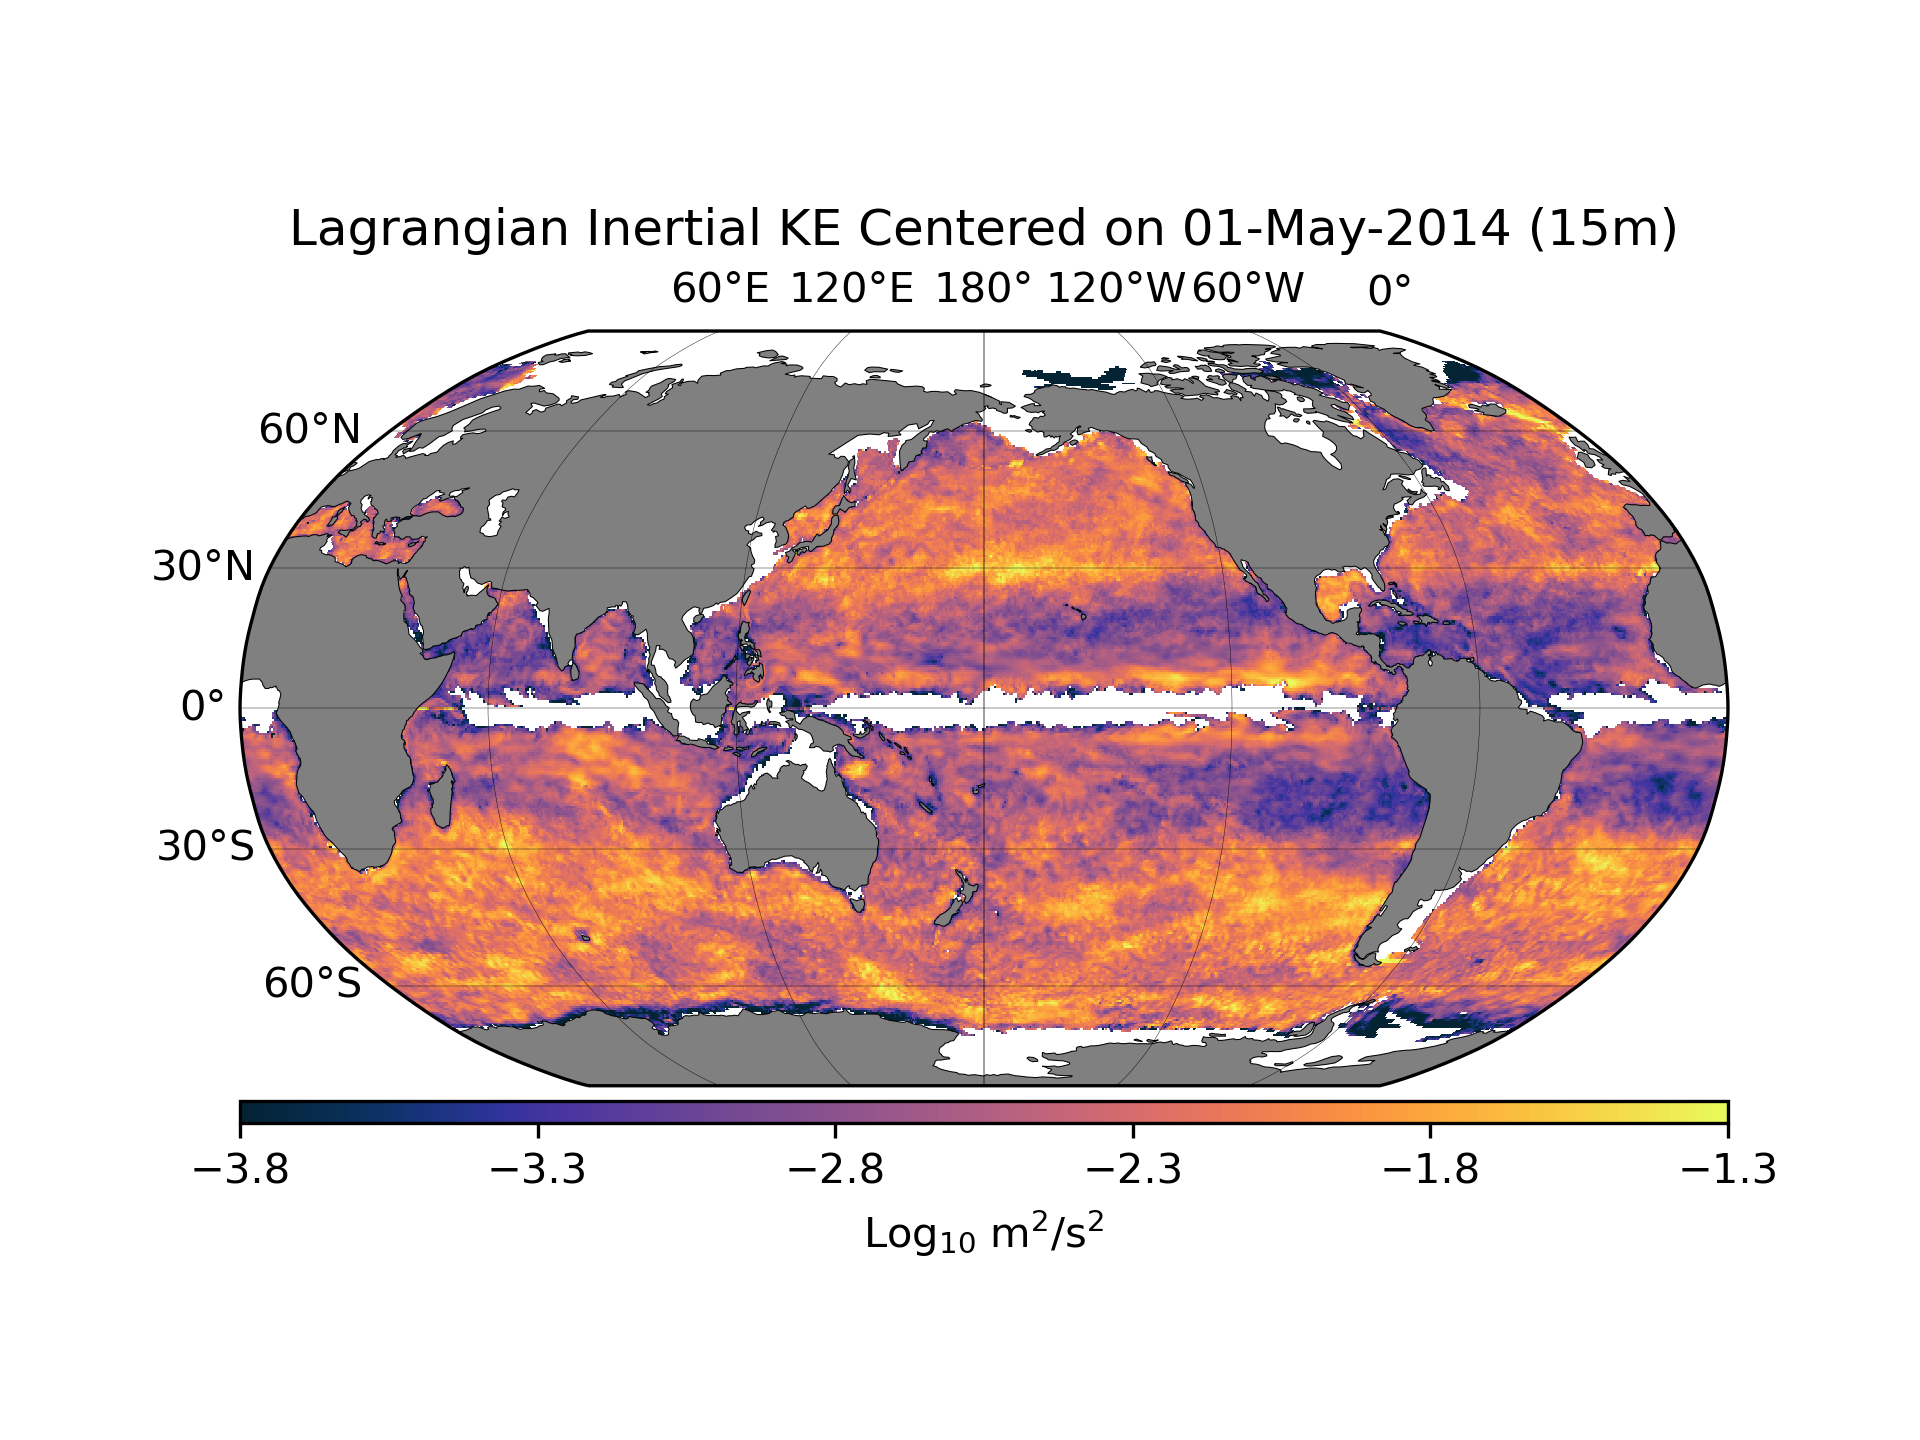 Lagrangian Inertial KE Centered on 01-May-2014 (15m)
60°E 120°E 180° 120°W 60°W 0°
60°N
30°N
0°
30°S
60°S
−3.8 −3.3 −2.8 −2.3 −1.8 −1.3
Log₁₀ m²/s²